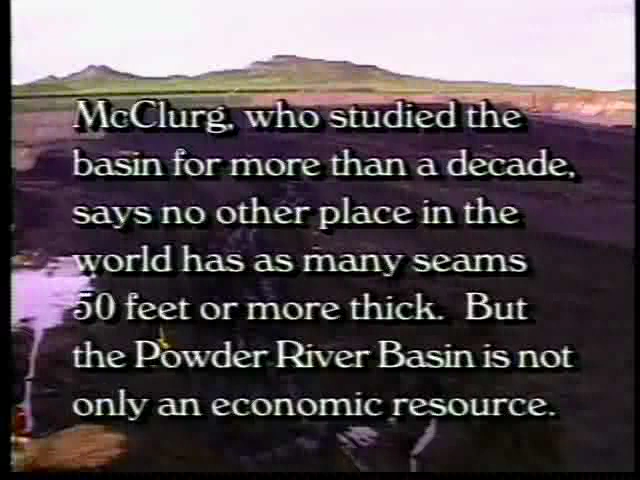 McClurg, who studied the
basin for more than a decade,
says no other place in the
world has as many seams
50 feet or more thick. But
the Powder River Basin is not
only an economic resource.